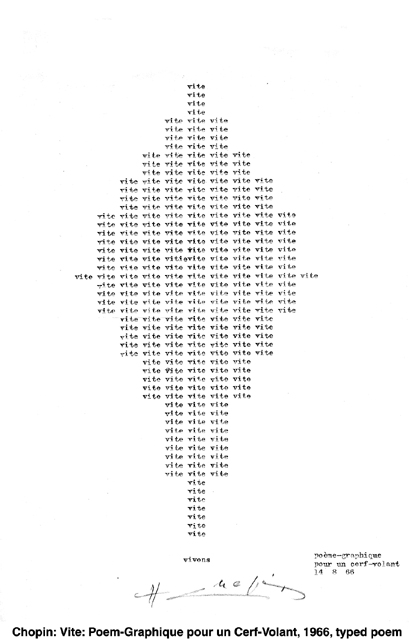 vite
vite
vite
vite
vite vite vite
vite vite vite
vite vite vite
vite vite vite
vite vite vite vite vite
vite vite vite vite vite
vite vite vite vite vite
vite vite vite vite vite vite vite
vite vite vite vite vite vite vite
vite vite vite vite vite vite vite
vite vite vite vite vite vite vite
vite vite vite vite vite vite vite vite vite
vite vite vite vite vite vite vite vite vite
vite vite vite vite vite vite vite vite vite
vite vite vite vite vite vite vite vite vite
vite vite vite vite vite vite vite vite vite
vite vite vite vitievite vite vite vite vite
vite vite vite vite vite vite vite vite vite
vite vite vite vite vite vite vite vite vite vite vite
vite vite vite vite vite vite vite vite vite
vite vite vite vite vite vite vite vite vite
vite vite vite vite vite vite vite vite vite
vite vite vite vite vite vite vite vite vite
vite vite vite vite vite vite vite
vite vite vite vite vite vite vite
vite vite vite vite vite vite vite
vite vite vite vite vite vite vite
vite vite vite vite vite vite vite
vite vite vite vite vite
vite vite vite vite vite
vite vite vite vite vite
vite vite vite vite vite
vite vite vite vite vite
vite vite vite
vite vite vite
vite vite vite
vite vite vite
vite vite vite
vite vite vite
vite vite vite
vite vite vite
vite vite vite
vite
vite
vite
vite
vite
vite
vite
vivons
poème-graphique
pour un cerf-volant
14 8 66
Chopin: Vite: Poem-Graphique pour un Cerf-Volant, 1966, typed poem